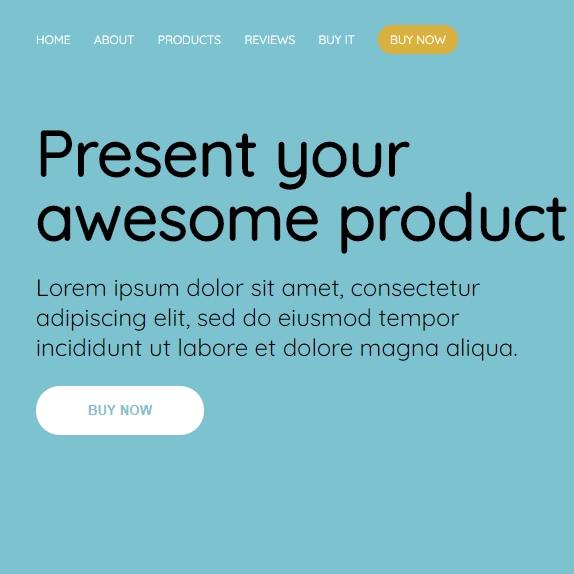 HOME ABOUT PRODUCTS REVIEWS BUY IT BUY NOW
Present your
awesome product
Lorem ipsum dolor sit amet, consectetur
adipiscing elit, sed do eiusmod tempor
incididunt ut labore et dolore magna aliqua.
BUY NOW